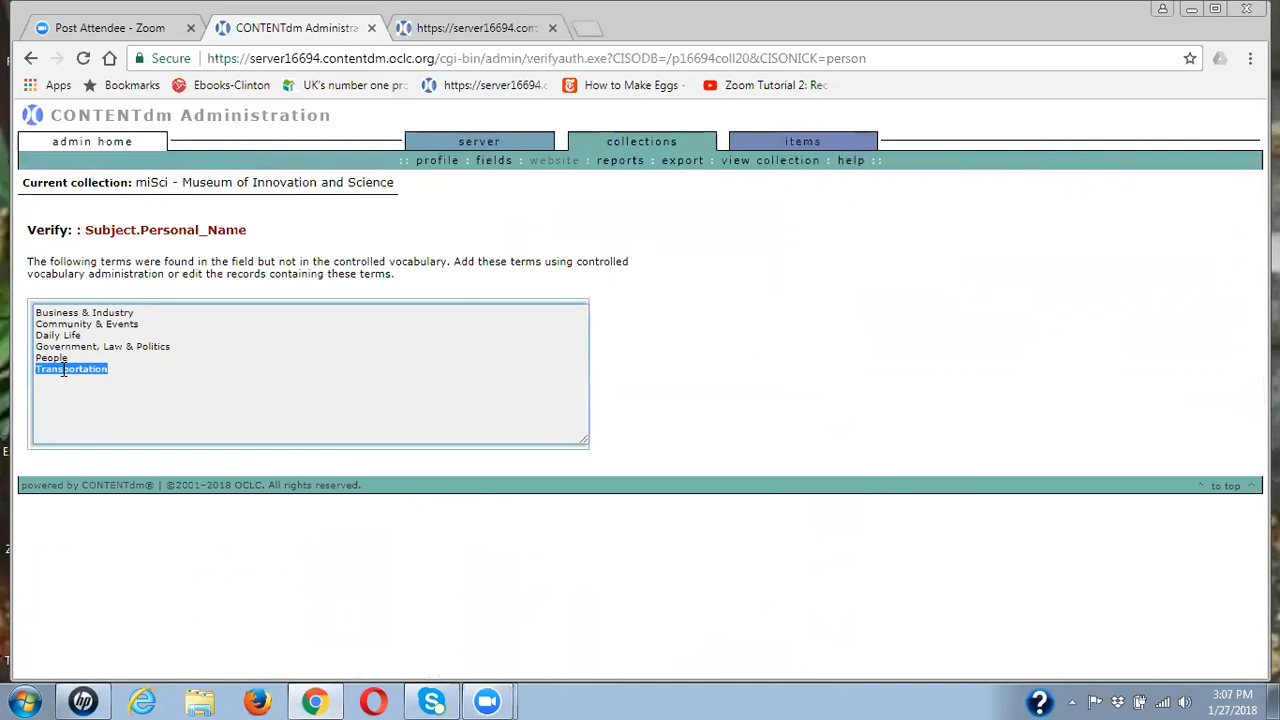 Post Attendee - Zoom
CONTENTdm Administra
https://server16694.con
Secure
https://server16694.contentdm.oclc.org/cgi-bin/admin/verifyauth.exe?CISODB=/p16694coll20&CISONICK=person
Apps
Bookmarks
Ebooks-Clinton
UK's number one pr
https://server16694.c
How to Make Eggs -
Zoom Tutorial 2: Rec
CONTENTdm Administration
admin home
server
collections
items
:: profile : fields : website : reports : export : view collection : help ::
Current collection: miSci - Museum of Innovation and Science
Verify: : Subject.Personal_Name
The following terms were found in the field but not in the controlled vocabulary. Add these terms using controlled
vocabulary administration or edit the records containing these terms.
Business & Industry
Community & Events
Daily Life
Government, Law & Politics
People
Transportation
powered by CONTENTdm® | ©2001-2018 OCLC. All rights reserved.
^ to top ^
3:07 PM
1/27/2018